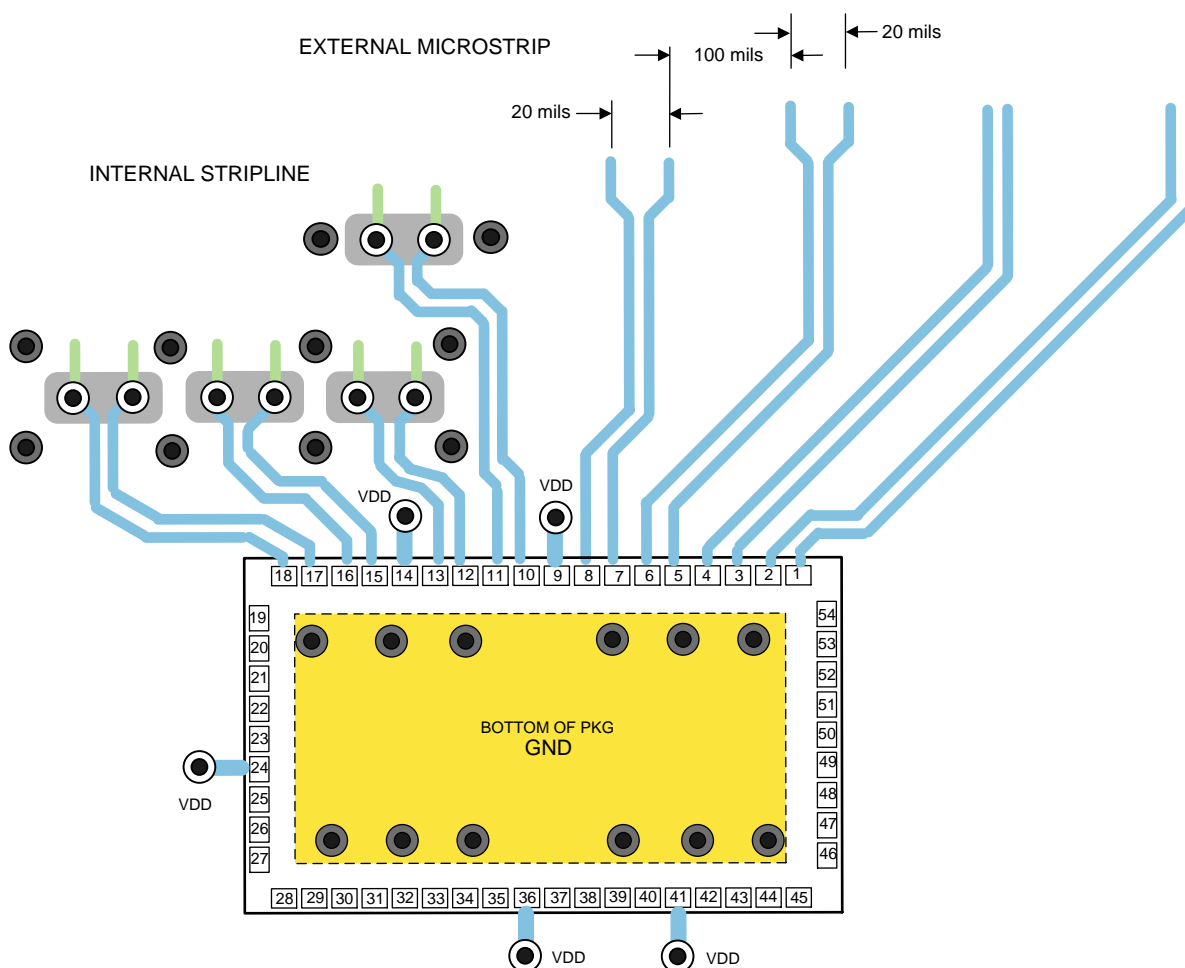 EXTERNAL MICROSTRIP
20 mils
100 mils
20 mils
INTERNAL STRIPLINE
VDD
VDD
18 17 16 15 14 13 12 11 10 9 8 7 6 5 4 3 2 1
19
20
21
22
23
24
25
26
27
54
53
52
51
50
49
48
47
46
BOTTOM OF PKG
GND
VDD
28 29 30 31 32 33 34 35 36 37 38 39 40 41 42 43 44 45
VDD
VDD